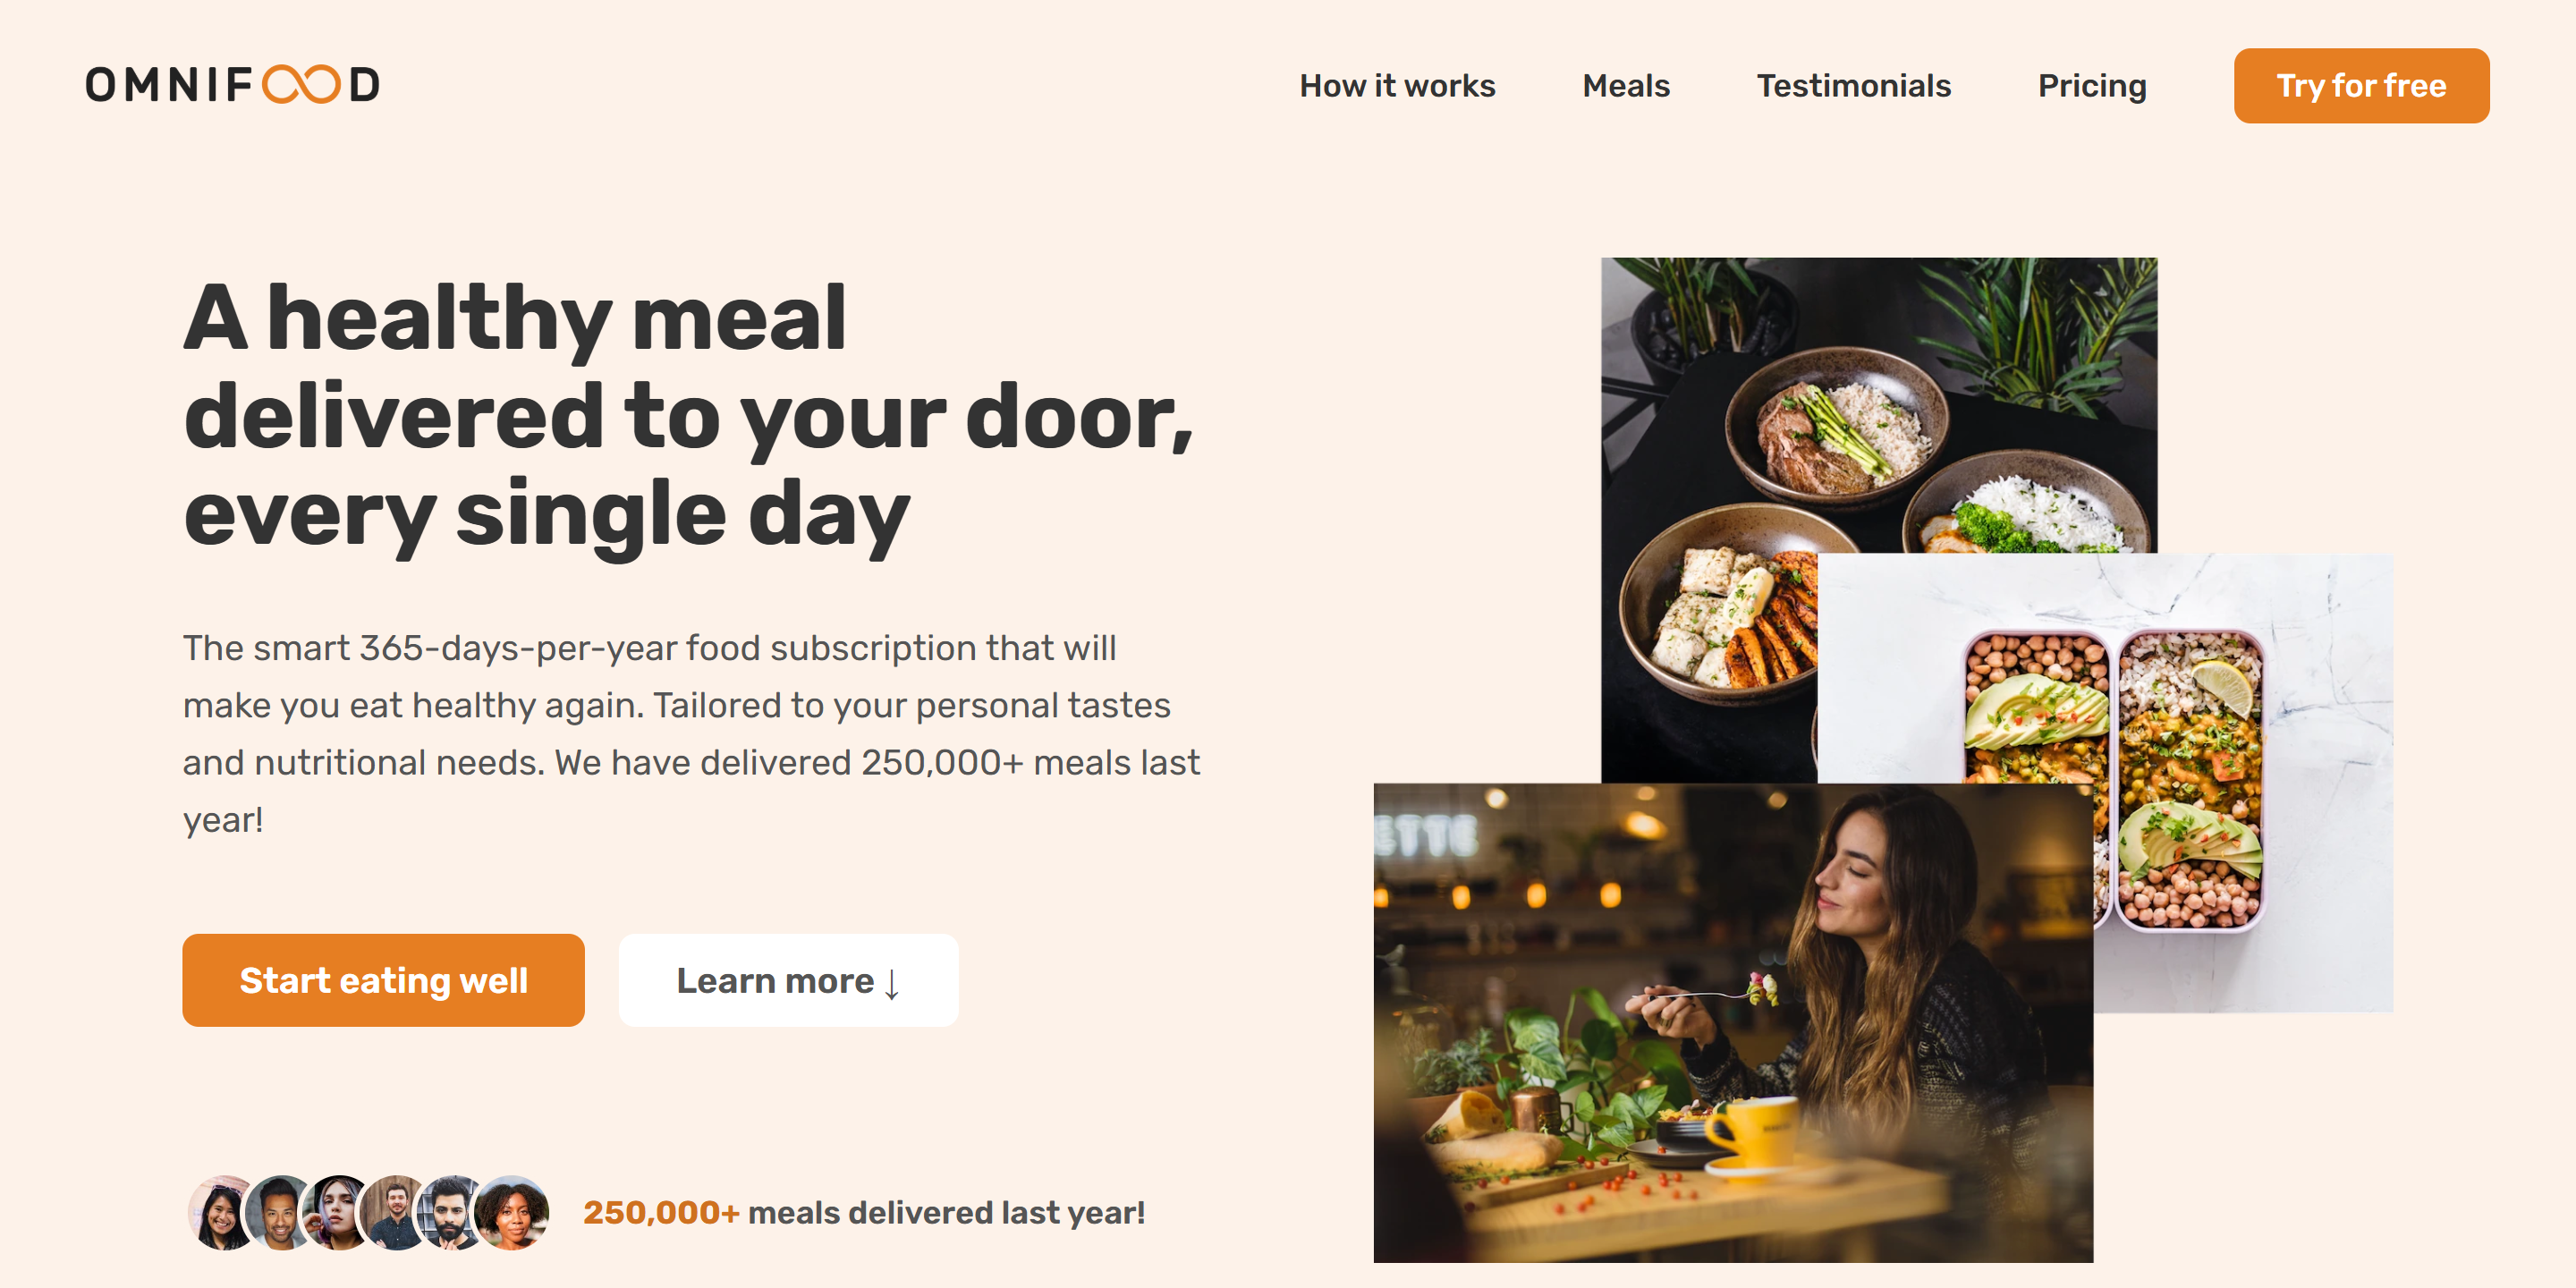 OMNIFOOD
How it works
Meals
Testimonials
Pricing
Try for free
A healthy meal
delivered to your door,
every single day
The smart 365-days-per-year food subscription that will
make you eat healthy again. Tailored to your personal tastes
and nutritional needs. We have delivered 250,000+ meals last
year!
Start eating well
Learn more ↓
ETTE
250,000+ meals delivered last year!